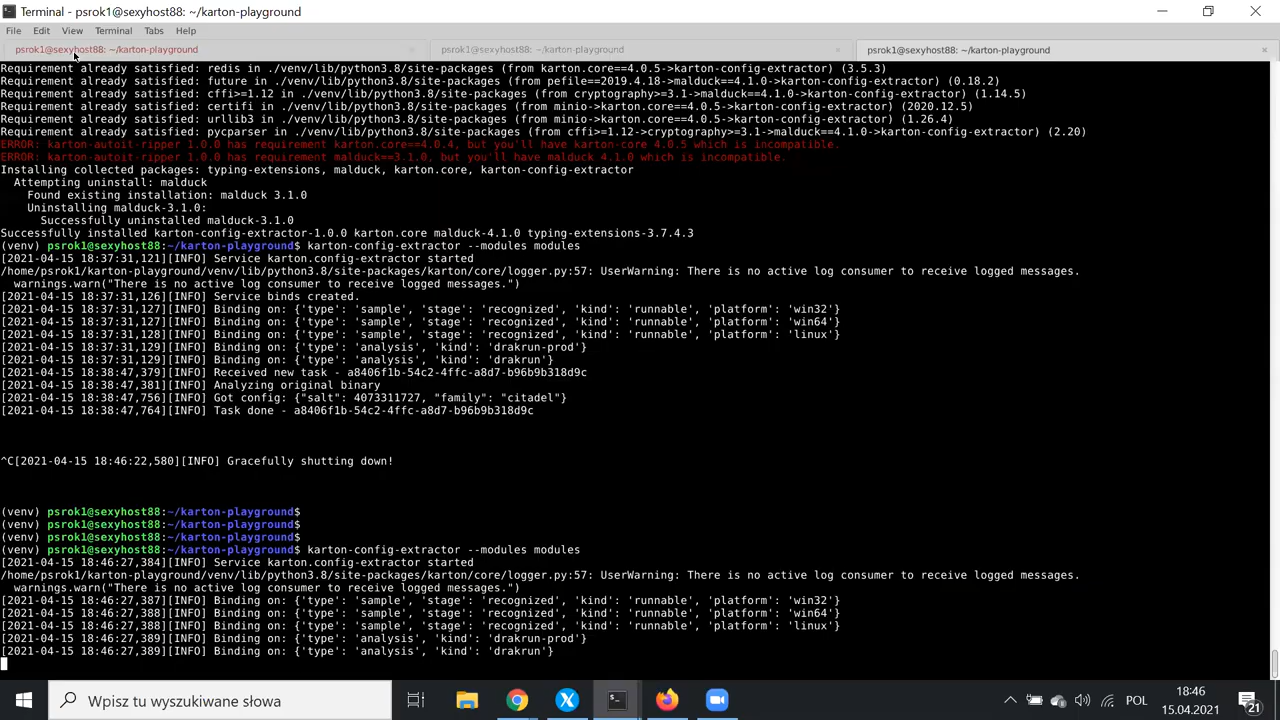 Terminal - psrok1@sexyhost88: ~/karton-playground
File Edit View Terminal Tabs Help
psrok1@sexyhost88: ~/karton-playground psrok1@sexyhost88: ~/karton-playground psrok1@sexyhost88: ~/karton-playground
Requirement already satisfied: redis in ./venv/lib/python3.8/site-packages (from karton.core==4.0.5->karton-config-extractor) (3.5.3)
Requirement already satisfied: future in ./venv/lib/python3.8/site-packages (from pefile==2019.4.18->malduck==4.1.0->karton-config-extractor) (0.18.2)
Requirement already satisfied: cffi>=1.12 in ./venv/lib/python3.8/site-packages (from cryptography>=3.1->malduck==4.1.0->karton-config-extractor) (1.14.5)
Requirement already satisfied: certifi in ./venv/lib/python3.8/site-packages (from minio->karton.core==4.0.5->karton-config-extractor) (2020.12.5)
Requirement already satisfied: urllib3 in ./venv/lib/python3.8/site-packages (from minio->karton.core==4.0.5->karton-config-extractor) (1.26.4)
Requirement already satisfied: pycparser in ./venv/lib/python3.8/site-packages (from cffi>=1.12->cryptography>=3.1->malduck==4.1.0->karton-config-extractor) (2.20)
ERROR: karton-autoit-ripper 1.0.0 has requirement karton.core==4.0.4, but you'll have karton-core 4.0.5 which is incompatible.
ERROR: karton-autoit-ripper 1.0.0 has requirement malduck==3.1.0, but you'll have malduck 4.1.0 which is incompatible.
Installing collected packages: typing-extensions, malduck, karton.core, karton-config-extractor
Attempting uninstall: malduck
Found existing installation: malduck 3.1.0
Uninstalling malduck-3.1.0:
Successfully uninstalled malduck-3.1.0
Successfully installed karton-config-extractor-1.0.0 karton.core malduck-4.1.0 typing-extensions-3.7.4.3
(venv) psrok1@sexyhost88:~/karton-playground$ karton-config-extractor --modules modules
[2021-04-15 18:37:31,121][INFO] Service karton.config-extractor started
/home/psrok1/karton-playground/venv/lib/python3.8/site-packages/karton/core/logger.py:57: UserWarning: There is no active log consumer to receive logged messages.
warnings.warn("There is no active log consumer to receive logged messages.")
[2021-04-15 18:37:31,126][INFO] Service binds created.
[2021-04-15 18:37:31,127][INFO] Binding on: {'type': 'sample', 'stage': 'recognized', 'kind': 'runnable', 'platform': 'win32'}
[2021-04-15 18:37:31,127][INFO] Binding on: {'type': 'sample', 'stage': 'recognized', 'kind': 'runnable', 'platform': 'win64'}
[2021-04-15 18:37:31,128][INFO] Binding on: {'type': 'sample', 'stage': 'recognized', 'kind': 'runnable', 'platform': 'linux'}
[2021-04-15 18:37:31,129][INFO] Binding on: {'type': 'analysis', 'kind': 'drakrun-prod'}
[2021-04-15 18:37:31,129][INFO] Binding on: {'type': 'analysis', 'kind': 'drakrun'}
[2021-04-15 18:38:47,379][INFO] Received new task - a8406f1b-54c2-4ffc-a8d7-b96b9b318d9c
[2021-04-15 18:38:47,381][INFO] Analyzing original binary
[2021-04-15 18:38:47,756][INFO] Got config: {"salt": 4073311727, "family": "citadel"}
[2021-04-15 18:38:47,764][INFO] Task done - a8406f1b-54c2-4ffc-a8d7-b96b9b318d9c
^C[2021-04-15 18:46:22,580][INFO] Gracefully shutting down!
(venv) psrok1@sexyhost88:~/karton-playground$
(venv) psrok1@sexyhost88:~/karton-playground$
(venv) psrok1@sexyhost88:~/karton-playground$
(venv) psrok1@sexyhost88:~/karton-playground$ karton-config-extractor --modules modules
[2021-04-15 18:46:27,384][INFO] Service karton.config-extractor started
/home/psrok1/karton-playground/venv/lib/python3.8/site-packages/karton/core/logger.py:57: UserWarning: There is no active log consumer to receive logged messages.
warnings.warn("There is no active log consumer to receive logged messages.")
[2021-04-15 18:46:27,387][INFO] Binding on: {'type': 'sample', 'stage': 'recognized', 'kind': 'runnable', 'platform': 'win32'}
[2021-04-15 18:46:27,388][INFO] Binding on: {'type': 'sample', 'stage': 'recognized', 'kind': 'runnable', 'platform': 'win64'}
[2021-04-15 18:46:27,388][INFO] Binding on: {'type': 'sample', 'stage': 'recognized', 'kind': 'runnable', 'platform': 'linux'}
[2021-04-15 18:46:27,389][INFO] Binding on: {'type': 'analysis', 'kind': 'drakrun-prod'}
[2021-04-15 18:46:27,389][INFO] Binding on: {'type': 'analysis', 'kind': 'drakrun'}
Wpisz tu wyszukiwane słowa
POL
18:46
15.04.2021
21